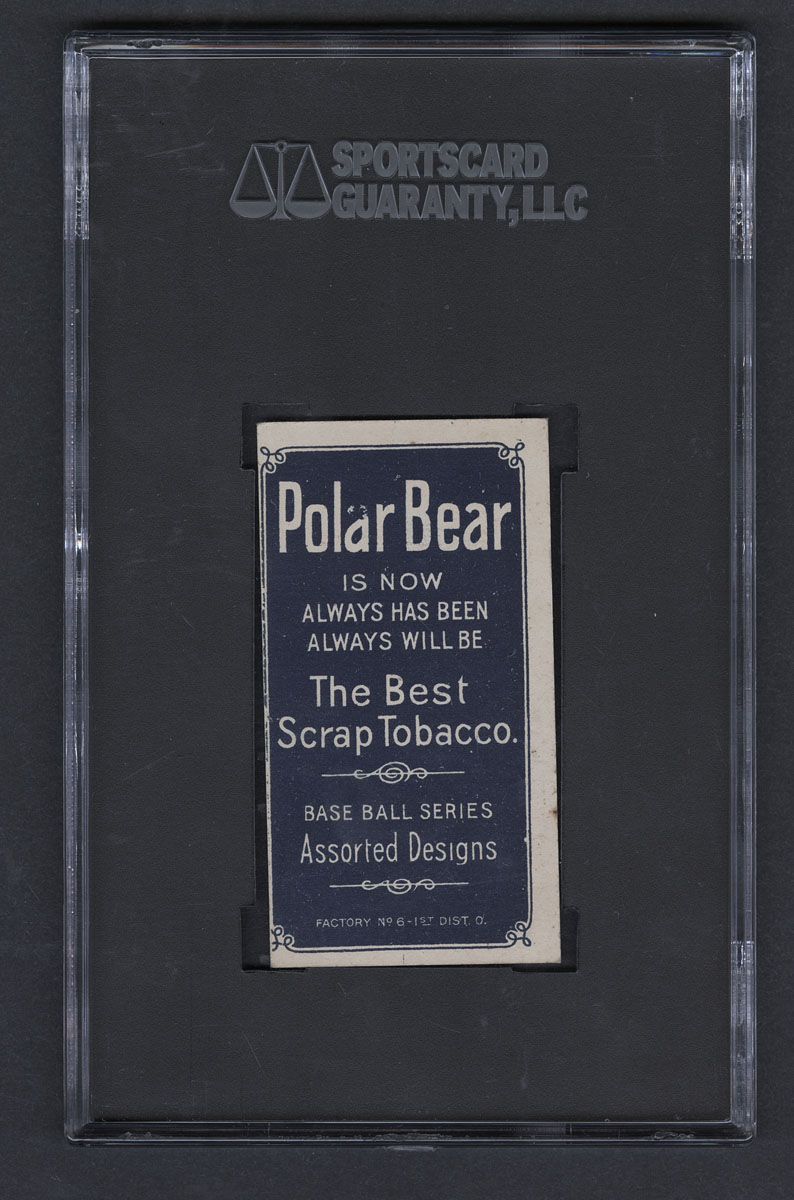 SPORTSCARD
GUARANTY, LLC
Polar Bear
IS NOW
ALWAYS HAS BEEN
ALWAYS WILL BE
The Best
Scrap Tobacco.
BASE BALL SERIES
Assorted Designs
FACTORY Nº 6-1ST DIST. O.